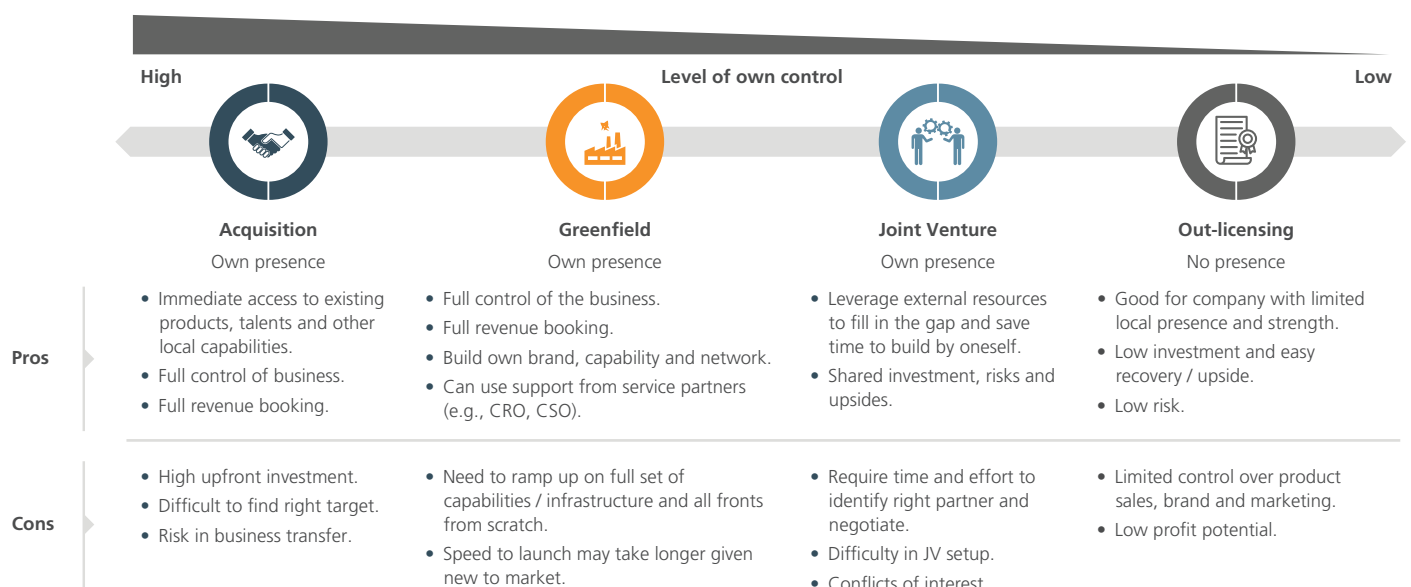 High Level of own control Low
Acquisition Greenfield Joint Venture Out-licensing
Own presence Own presence Own presence No presence
Pros
• Immediate access to existing
products, talents and other
local capabilities.
• Full control of business.
• Full revenue booking.
• Full control of the business.
• Full revenue booking.
• Build own brand, capability and network.
• Can use support from service partners
(e.g., CRO, CSO).
• Leverage external resources
to fill in the gap and save
time to build by oneself.
• Shared investment, risks and
upsides.
• Good for company with limited
local presence and strength.
• Low investment and easy
recovery / upside.
• Low risk.
Cons
• High upfront investment.
• Difficult to find right target.
• Risk in business transfer.
• Need to ramp up on full set of
capabilities / infrastructure and all fronts
from scratch.
• Speed to launch may take longer given
new to market.
• Require time and effort to
identify right partner and
negotiate.
• Difficulty in JV setup.
• Conflicts of interest
• Limited control over product
sales, brand and marketing.
• Low profit potential.